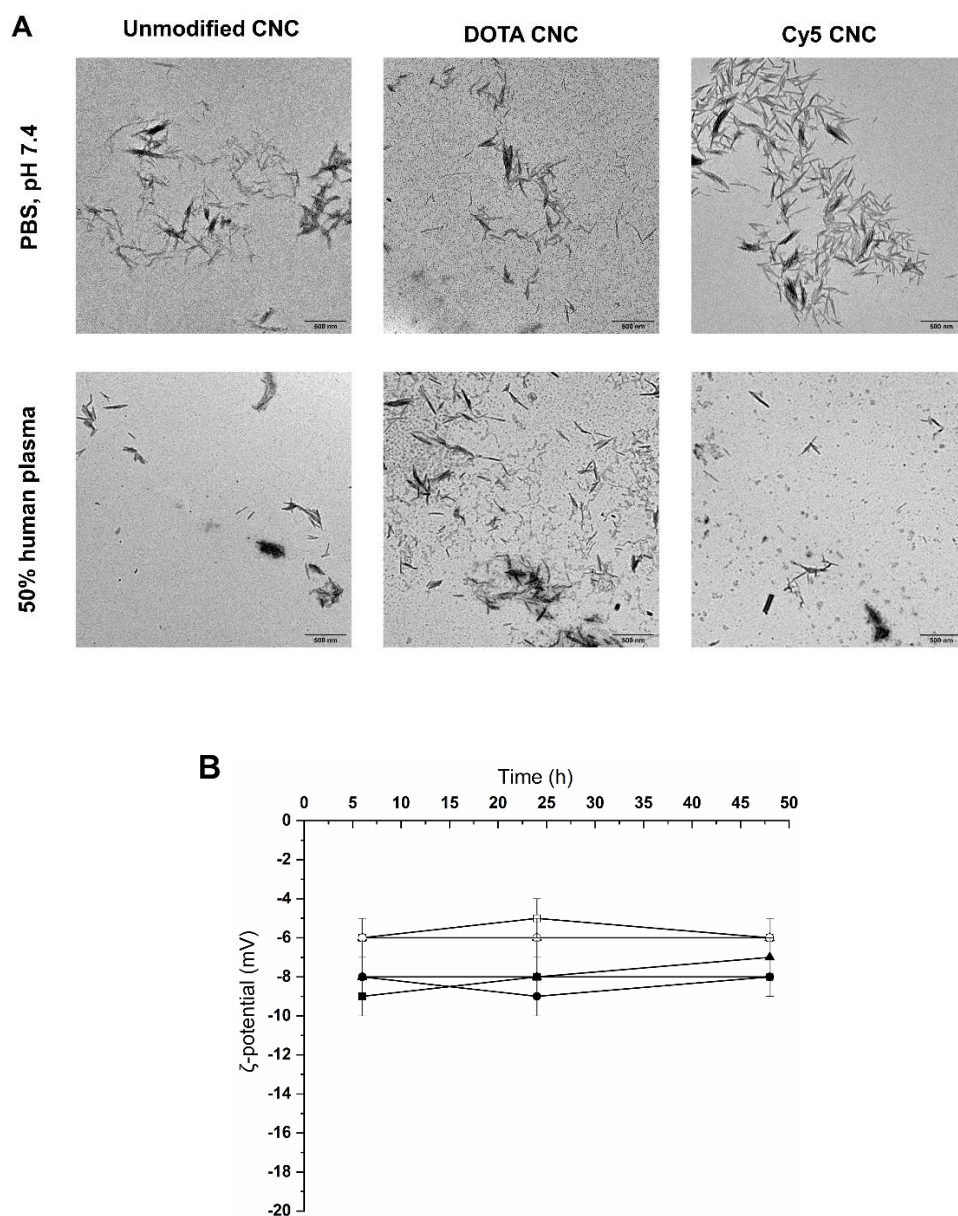 A
Unmodified CNC
DOTA CNC
Cy5 CNC
PBS, pH 7.4
500 nm
500 nm
500 nm
50% human plasma
500 nm
500 nm
500 nm
B
Time (h)
0 5 10 15 20 25 30 35 40 45 50
ζ-potential (mV)
0
-2
-4
-6
-8
-10
-12
-14
-16
-18
-20